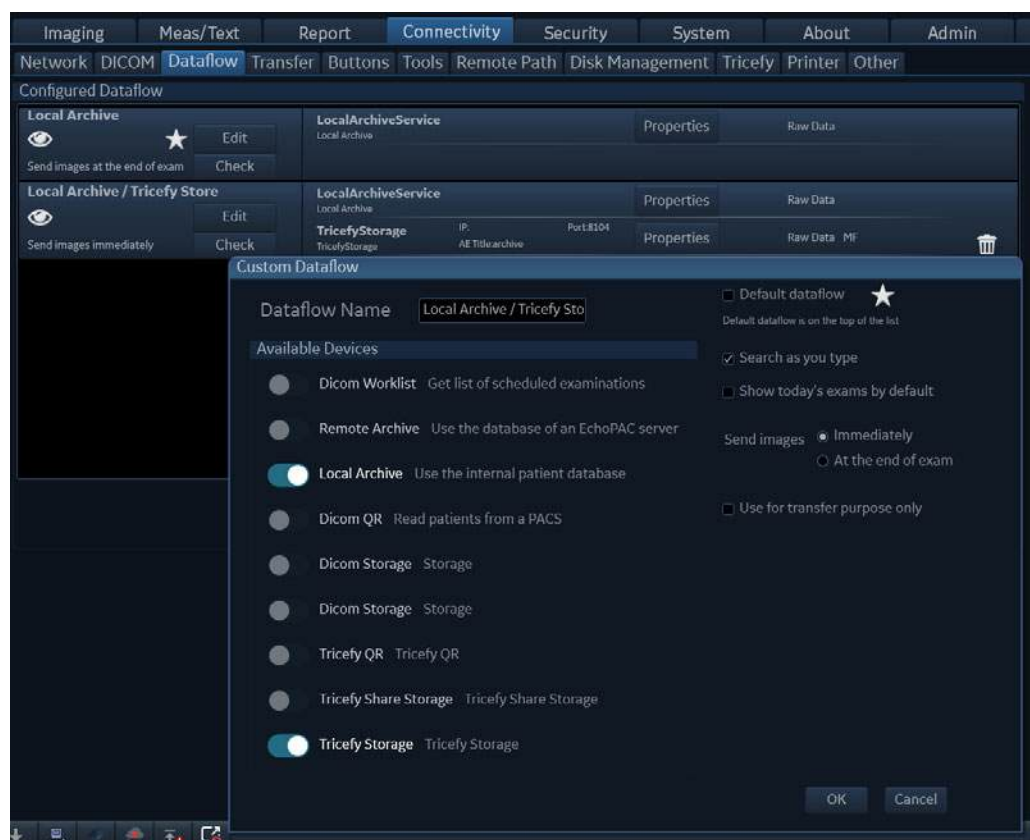 Imaging Meas/Text Report Connectivity Security System About Admin
Network DICOM Dataflow Transfer Buttons Tools Remote Path Disk Management Tricefy Printer Other
Configured Dataflow
Local Archive
Edit
Send images at the end of exam Check
LocalArchiveService
Local Archive
Properties Raw Data
Local Archive / Tricefy Store
Edit
Send images immediately Check
LocalArchiveService
Local Archive
Properties Raw Data
TricefyStorage IP: Port:8104
TricefyStorage AE Title:archive
Properties Raw Data MF
Custom Dataflow
Dataflow Name Local Archive / Tricefy Sto
Default dataflow
Default dataflow is on the top of the list
Available Devices
Search as you type
Dicom Worklist Get list of scheduled examinations
Show today's exams by default
Remote Archive Use the database of an EchoPAC server
Send images Immediately
At the end of exam
Local Archive Use the internal patient database
Use for transfer purpose only
Dicom QR Read patients from a PACS
Dicom Storage Storage
Dicom Storage Storage
Tricefy QR Tricefy QR
Tricefy Share Storage Tricefy Share Storage
Tricefy Storage Tricefy Storage
OK Cancel